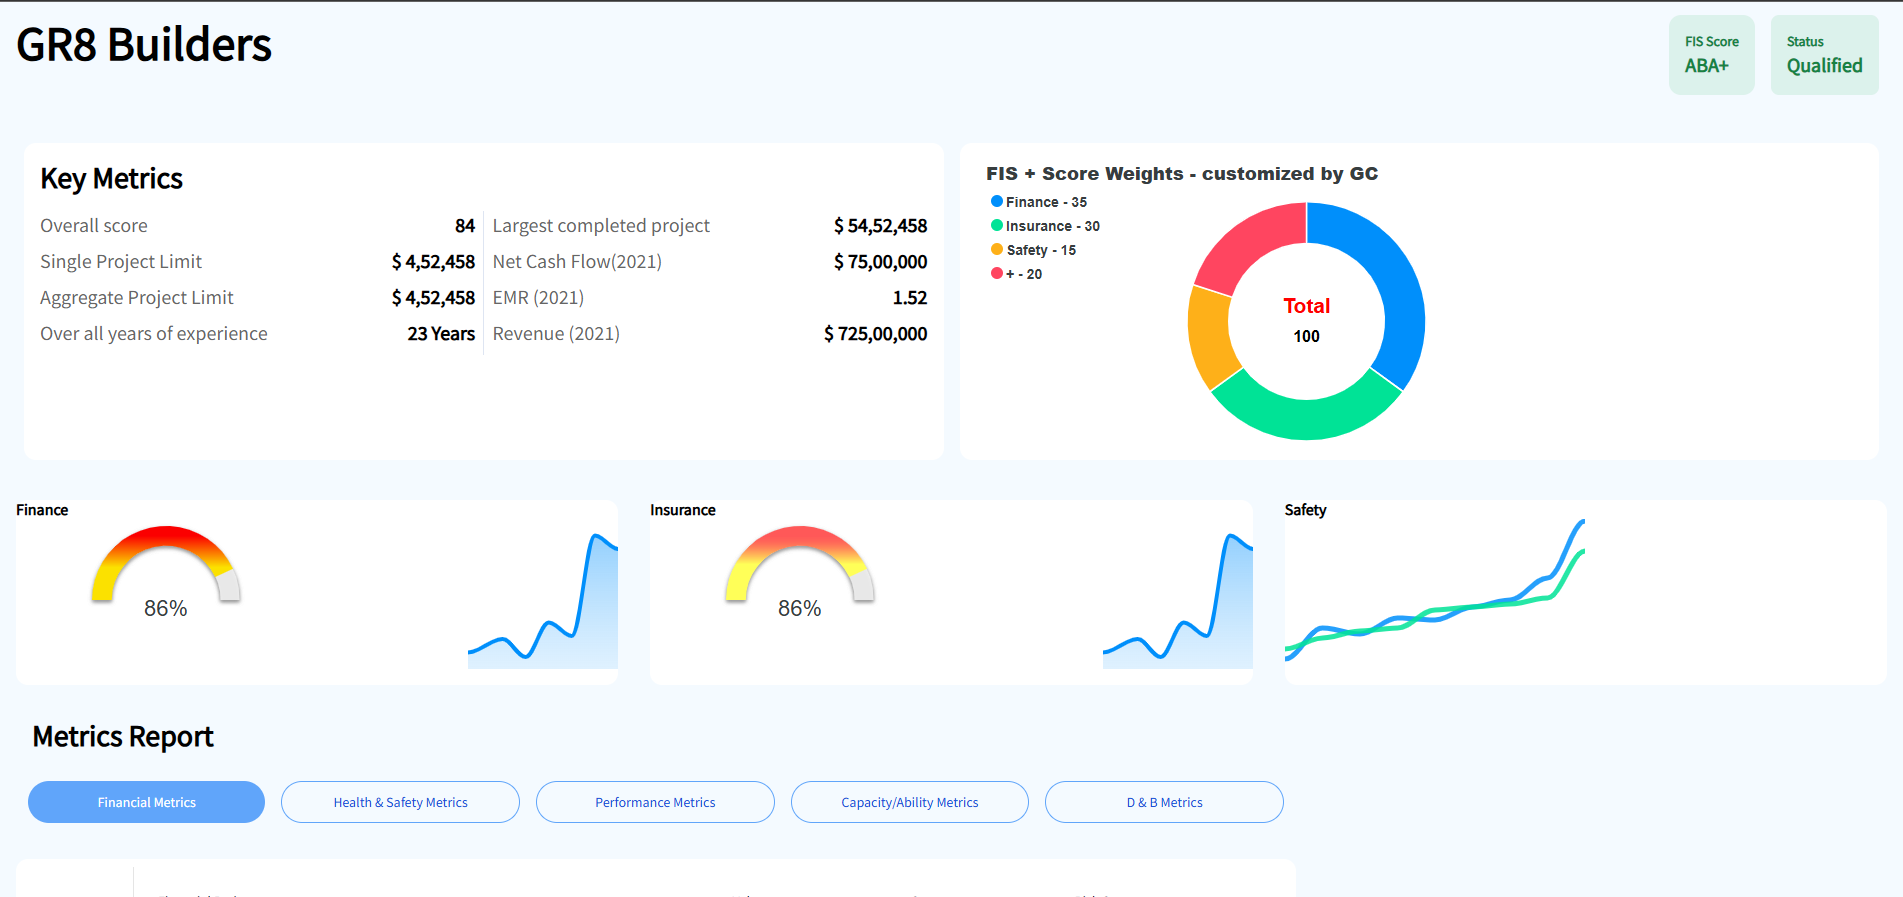 GR8 Builders
FIS Score
ABA+
Status
Qualified
Key Metrics
Overall score 84
Single Project Limit $ 4,52,458
Aggregate Project Limit $ 4,52,458
Over all years of experience 23 Years
Largest completed project $ 54,52,458
Net Cash Flow(2021) $ 75,00,000
EMR (2021) 1.52
Revenue (2021) $ 725,00,000
FIS + Score Weights - customized by GC
Finance - 35
Insurance - 30
Safety - 15
+ - 20
Total
100
Finance
86%
Insurance
86%
Safety
Metrics Report
Financial Metrics
Health & Safety Metrics
Performance Metrics
Capacity/Ability Metrics
D & B Metrics